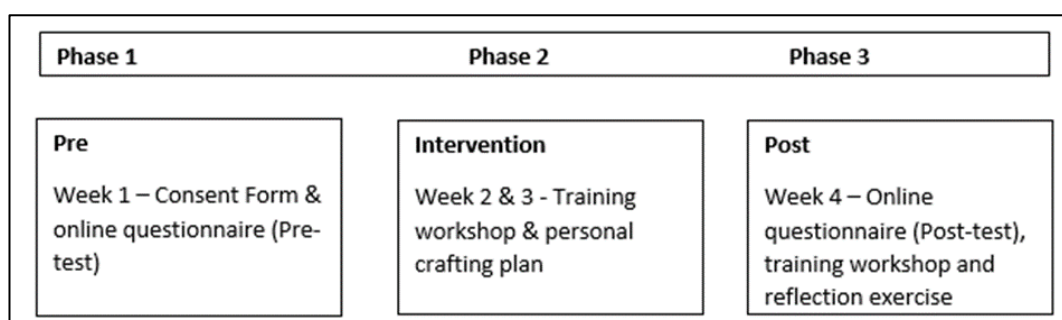 Phase 1 Phase 2 Phase 3
Pre
Week 1 – Consent Form &
online questionnaire (Pre-
test)
Intervention
Week 2 & 3 - Training
workshop & personal
crafting plan
Post
Week 4 – Online
questionnaire (Post-test),
training workshop and
reflection exercise